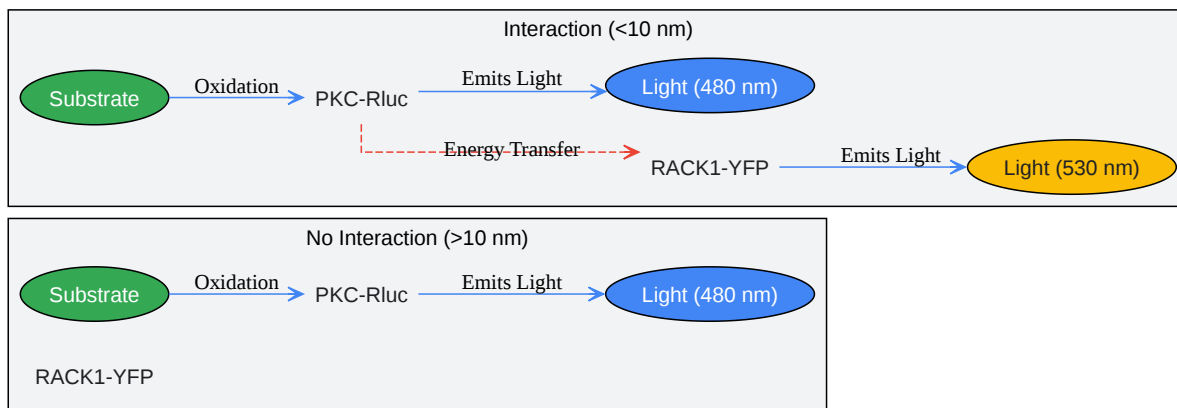 Interaction (<10 nm)
Substrate
Oxidation
PKC-Rluc
Emits Light
Light (480 nm)
Energy Transfer
RACK1-YFP
Emits Light
Light (530 nm)
No Interaction (>10 nm)
Substrate
Oxidation
PKC-Rluc
Emits Light
Light (480 nm)
RACK1-YFP